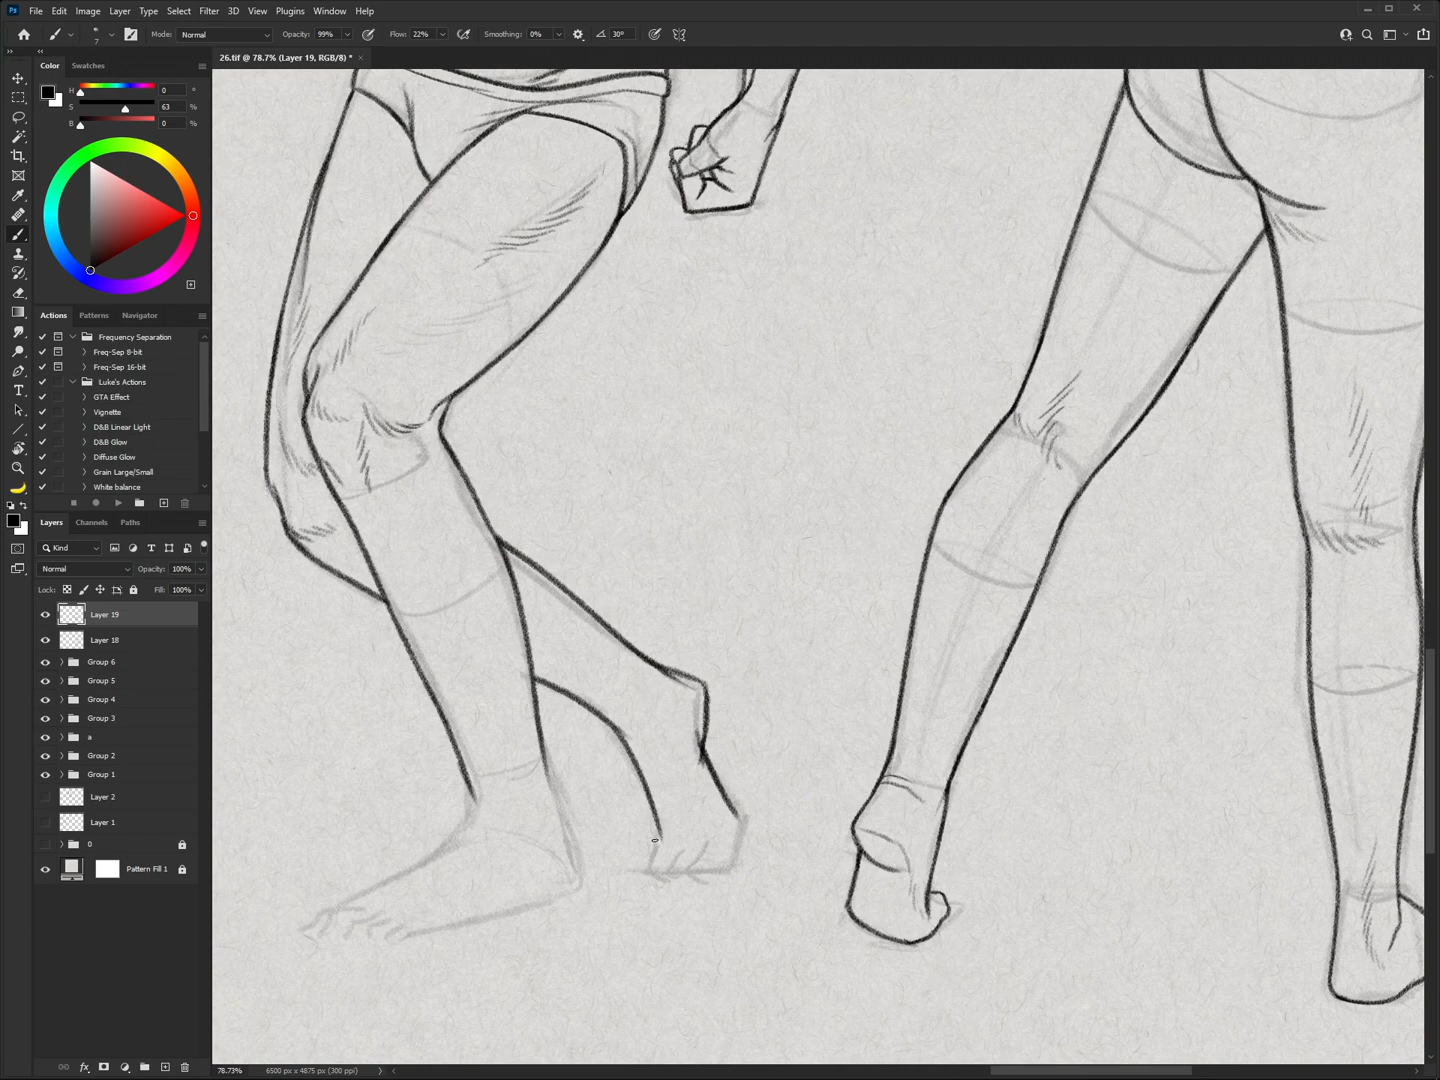 Ps File Edit Image Layer Type Select Filter 3D View Plugins Window Help
7 Mode: Normal Opacity: 99% Flow: 22% Smoothing: 0% 30°
26.tif @ 78.7% (Layer 19, RGB/8) *
Color Swatches
H 0 °
S 63 %
B 0 %
Actions Patterns Navigator
Frequency Separation
Freq-Sep 8-bit
Freq-Sep 16-bit
Luke's Actions
GTA Effect
Vignette
D&B Linear Light
D&B Glow
Diffuse Glow
Grain Large/Small
White balance
Layers Channels Paths
Kind
Normal Opacity: 100%
Lock: Fill: 100%
Layer 19
Layer 18
Group 6
Group 5
Group 4
Group 3
a
Group 2
Group 1
Layer 2
Layer 1
0
Pattern Fill 1
fx
78.73% 6500 px x 4875 px (300 ppi)